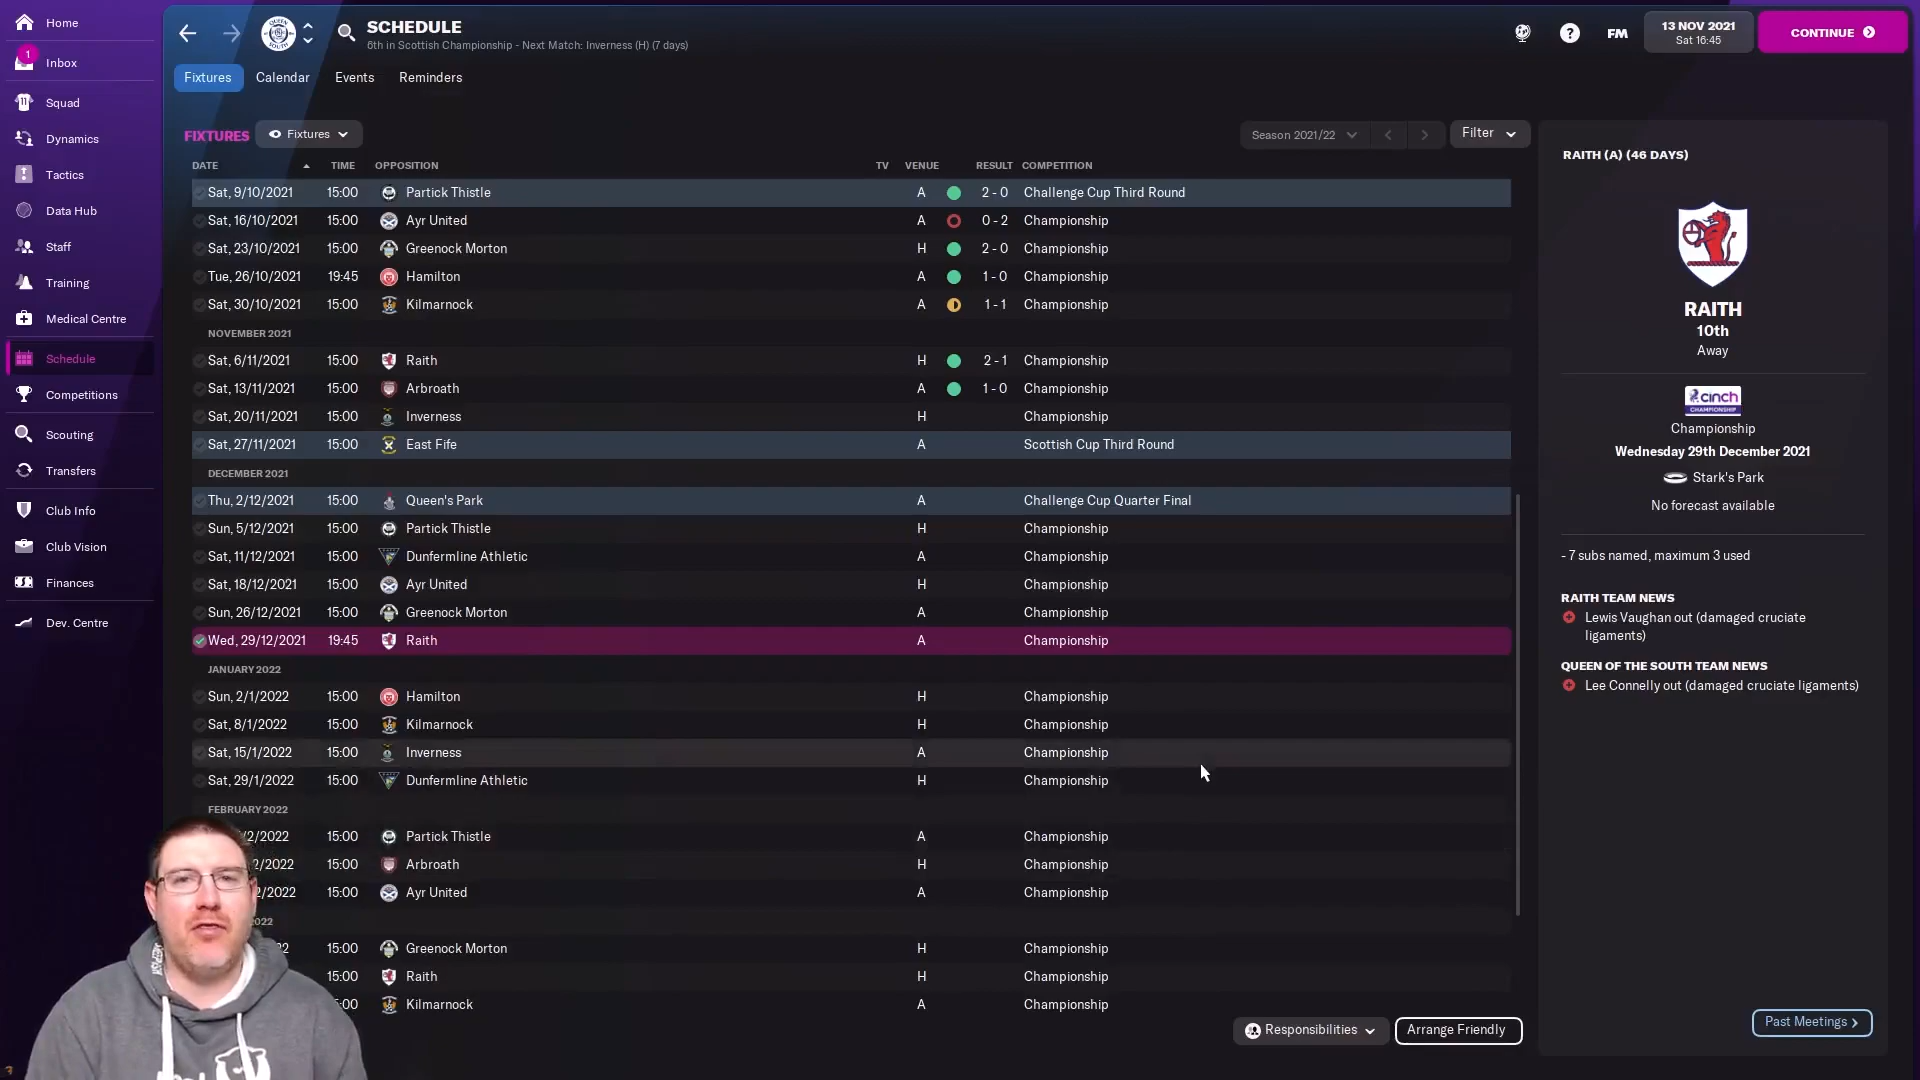 Home
1
Inbox
Squad
Dynamics
Tactics
Data Hub
Staff
Training
Medical Centre
Schedule
Competitions
Scouting
Transfers
Club Info
Club Vision
Finances
Dev. Centre
SCHEDULE
6th in Scottish Championship - Next Match: Inverness (H) (7 days)
? FM
13 NOV 2021
Sat 16:45
CONTINUE
Fixtures Calendar Events Reminders
FIXTURES Fixtures Season 2021/22 Filter
DATE TIME OPPOSITION TV VENUE RESULT COMPETITION
Sat, 9/10/2021 15:00 Partick Thistle A 2 - 0 Challenge Cup Third Round
Sat, 16/10/2021 15:00 Ayr United A 0 - 2 Championship
Sat, 23/10/2021 15:00 Greenock Morton H 2 - 0 Championship
Tue, 26/10/2021 19:45 Hamilton A 1 - 0 Championship
Sat, 30/10/2021 15:00 Kilmarnock A 1 - 1 Championship
NOVEMBER 2021
Sat, 6/11/2021 15:00 Raith H 2 - 1 Championship
Sat, 13/11/2021 15:00 Arbroath A 1 - 0 Championship
Sat, 20/11/2021 15:00 Inverness H Championship
Sat, 27/11/2021 15:00 East Fife A Scottish Cup Third Round
DECEMBER 2021
Thu, 2/12/2021 15:00 Queen's Park A Challenge Cup Quarter Final
Sun, 5/12/2021 15:00 Partick Thistle H Championship
Sat, 11/12/2021 15:00 Dunfermline Athletic A Championship
Sat, 18/12/2021 15:00 Ayr United H Championship
Sun, 26/12/2021 15:00 Greenock Morton A Championship
Wed, 29/12/2021 19:45 Raith A Championship
JANUARY 2022
Sun, 2/1/2022 15:00 Hamilton H Championship
Sat, 8/1/2022 15:00 Kilmarnock H Championship
Sat, 15/1/2022 15:00 Inverness A Championship
Sat, 29/1/2022 15:00 Dunfermline Athletic H Championship
FEBRUARY 2022
/2/2022 15:00 Partick Thistle A Championship
2/2022 15:00 Arbroath H Championship
2/2022 15:00 Ayr United A Championship
2022
22 15:00 Greenock Morton H Championship
15:00 Raith H Championship
:00 Kilmarnock A Championship
Responsibilities Arrange Friendly
RAITH (A) (46 DAYS)
RAITH
10th
Away
cinch
CHAMPIONSHIP
Championship
Wednesday 29th December 2021
Stark's Park
No forecast available
- 7 subs named, maximum 3 used
RAITH TEAM NEWS
Lewis Vaughan out (damaged cruciate
ligaments)
QUEEN OF THE SOUTH TEAM NEWS
Lee Connelly out (damaged cruciate ligaments)
Past Meetings